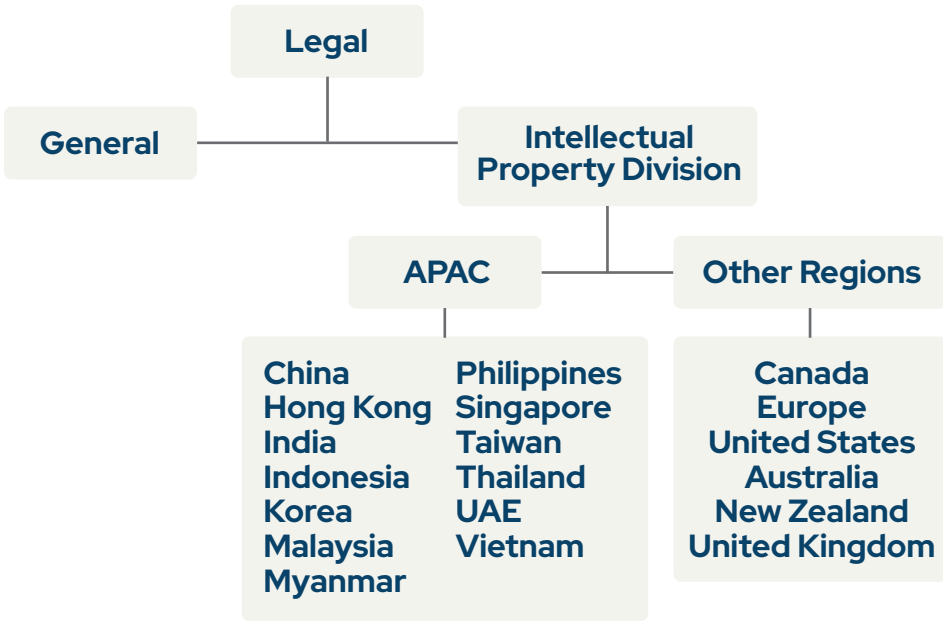 Legal
General
Intellectual
Property Division
APAC
Other Regions
China
Hong Kong
India
Indonesia
Korea
Malaysia
Myanmar
Philippines
Singapore
Taiwan
Thailand
UAE
Vietnam
Canada
Europe
United States
Australia
New Zealand
United Kingdom